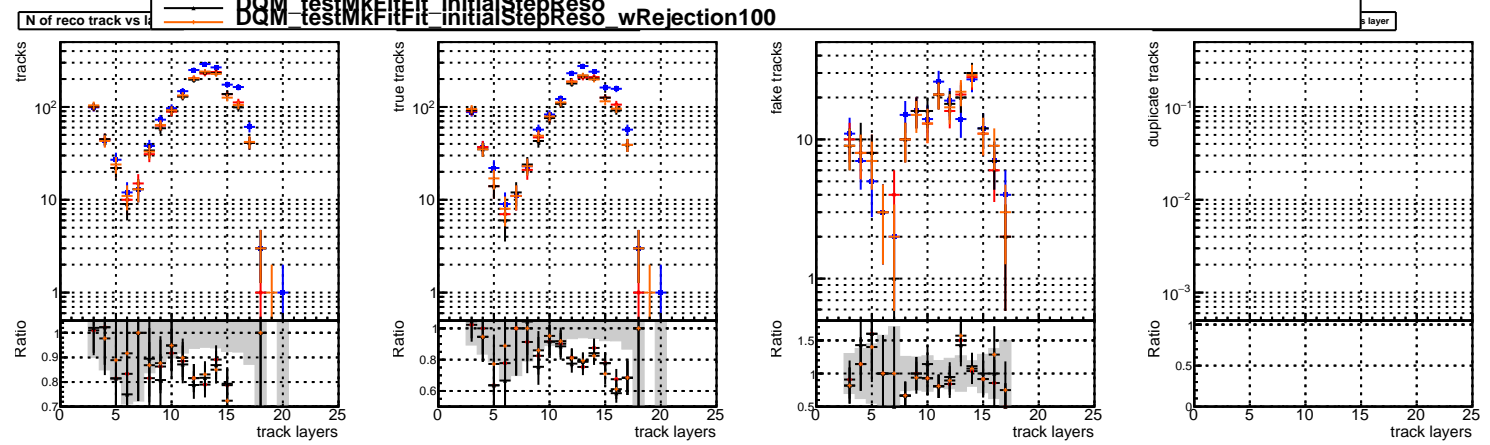 DQM_testMkFitFit_initialStepReso
DQM_testMkFitFit_initialStepReso_wRejection100
N of reco track vs la
s layer
tracks
10²
10
1
Ratio
1
0.9
0.8
0.7
0 5 10 15 20 25
track layers
true tracks
10²
10
1
Ratio
1
0.8
0.6
0 5 10 15 20 25
track layers
fake tracks
10
1
Ratio
1.5
1
0.5
0 5 10 15 20 25
track layers
duplicate tracks
10⁻¹
10⁻²
10⁻³
Ratio
1
0.5
0
0 5 10 15 20 25
track layers